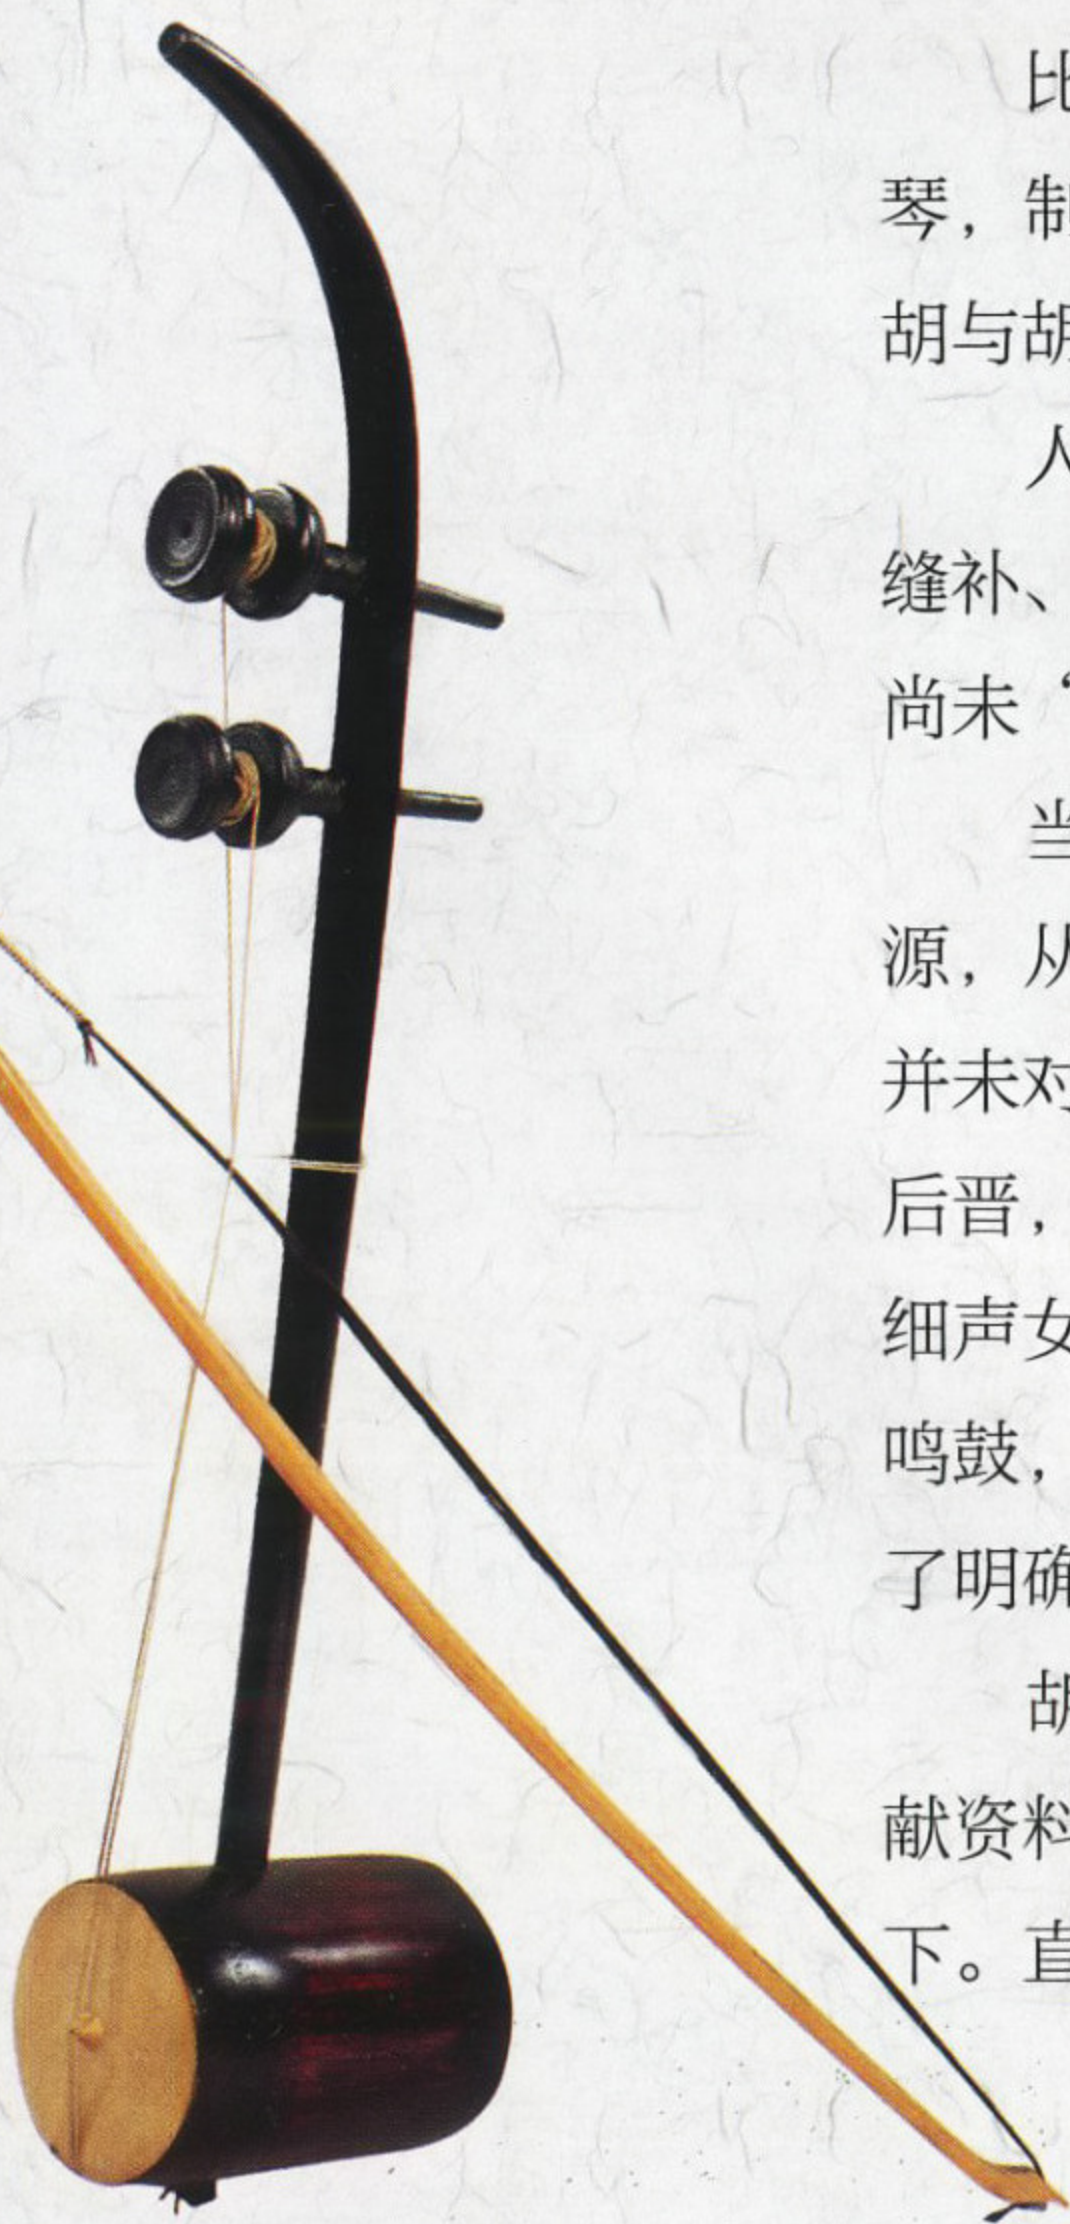 比
琴，制
胡与胡
人
缝补、
尚未“
当
源，从
并未对
后晋，
细声女
鸣鼓，
了明确
胡
献资料
下。直